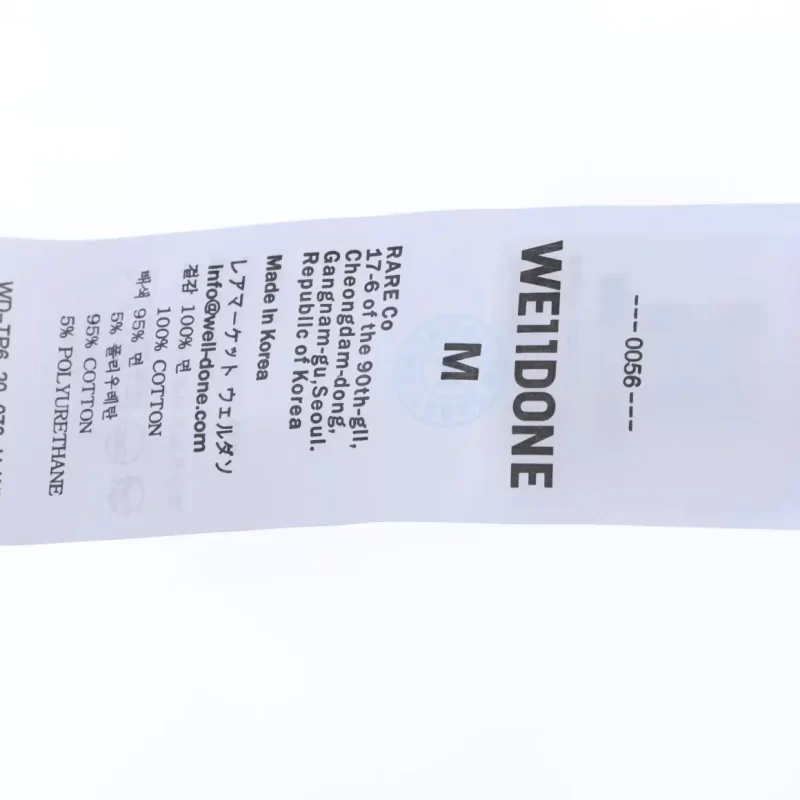 ---0056---
WE11DONE
M
RARE Co
17-6 of the 90th-gil,
Cheongdam-dong,
Gangnam-gu,Seoul.
Republic of Korea
Made in Korea
レアマーケット ウェルダン
Info@well-done.com
겉감 100% 면
100% COTTON
배색 95% 면
5% 폴리우레탄
95% COTTON
5% POLYURETHANE